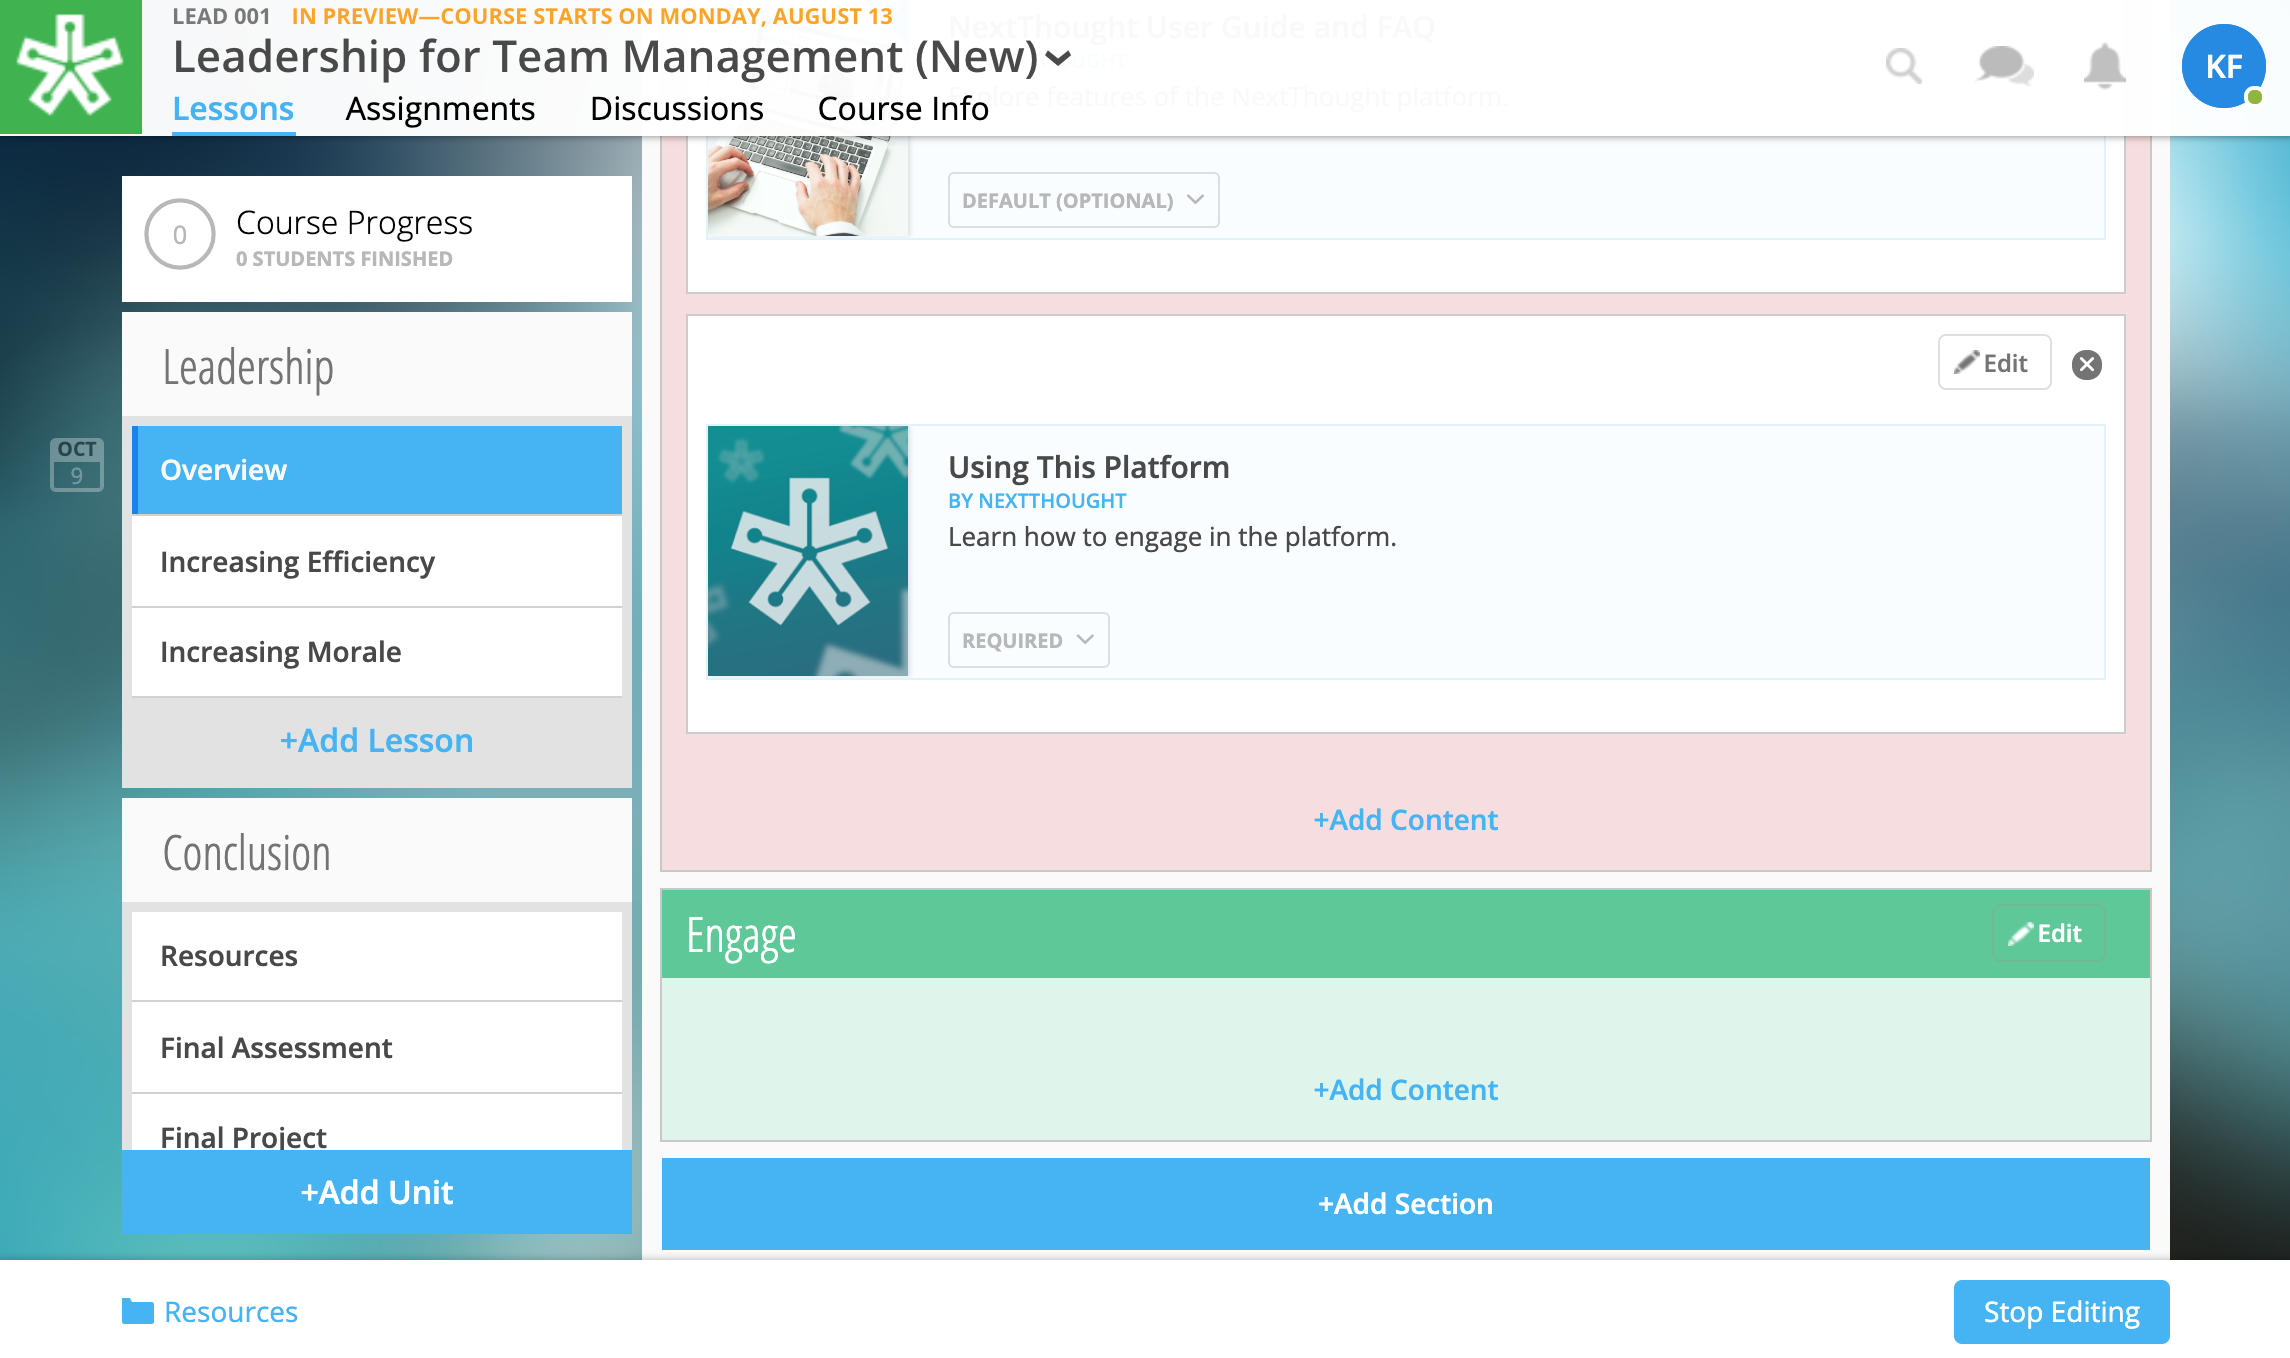 LEAD 001 IN PREVIEW—COURSE STARTS ON MONDAY, AUGUST 13
Leadership for Team Management (New)
Lessons Assignments Discussions Course Info
KF
NextThought User Guide and FAQ
Explore features of the NextThought platform.
DEFAULT (OPTIONAL)
0
Course Progress
0 STUDENTS FINISHED
Leadership
OCT
9
Overview
Increasing Efficiency
Increasing Morale
+Add Lesson
Conclusion
Resources
Final Assessment
Final Project
+Add Unit
Edit
Using This Platform
BY NEXTTHOUGHT
Learn how to engage in the platform.
REQUIRED
+Add Content
Engage
Edit
+Add Content
+Add Section
Resources
Stop Editing